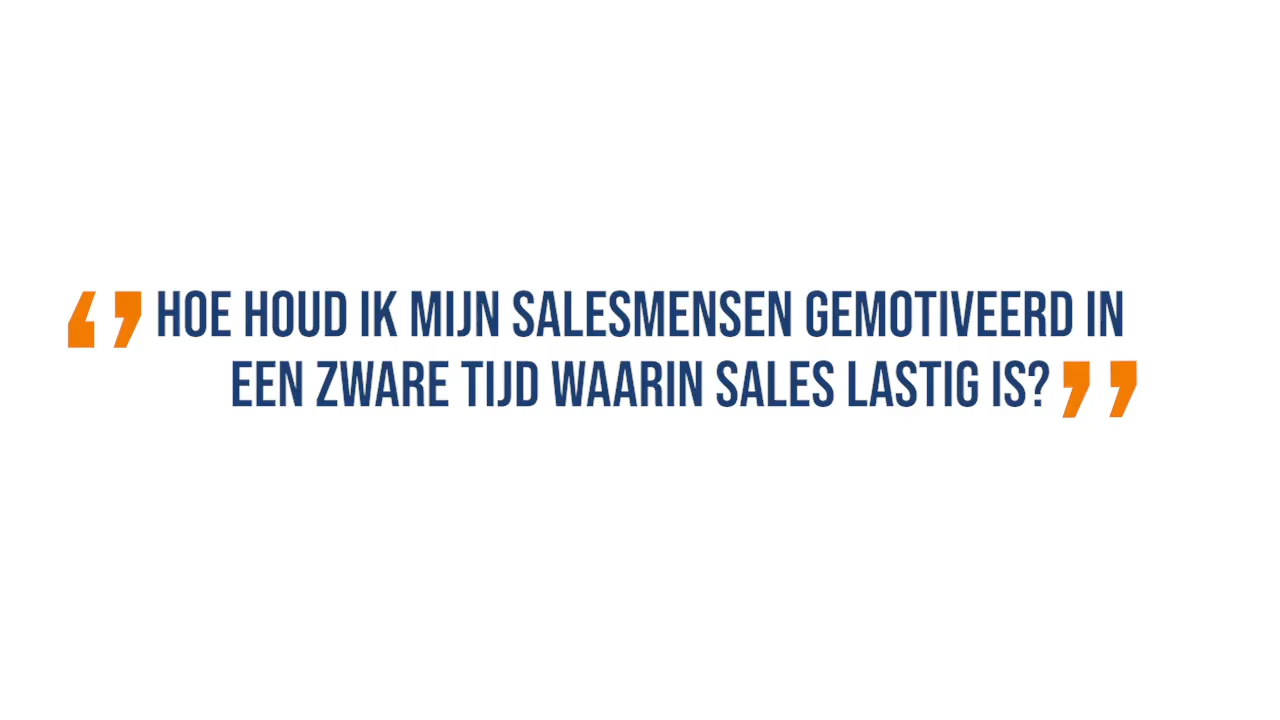 ‘’HOE HOUD IK MIJN SALESMENSEN GEMOTIVEERD IN
EEN ZWARE TIJD WAARIN SALES LASTIG IS?’’